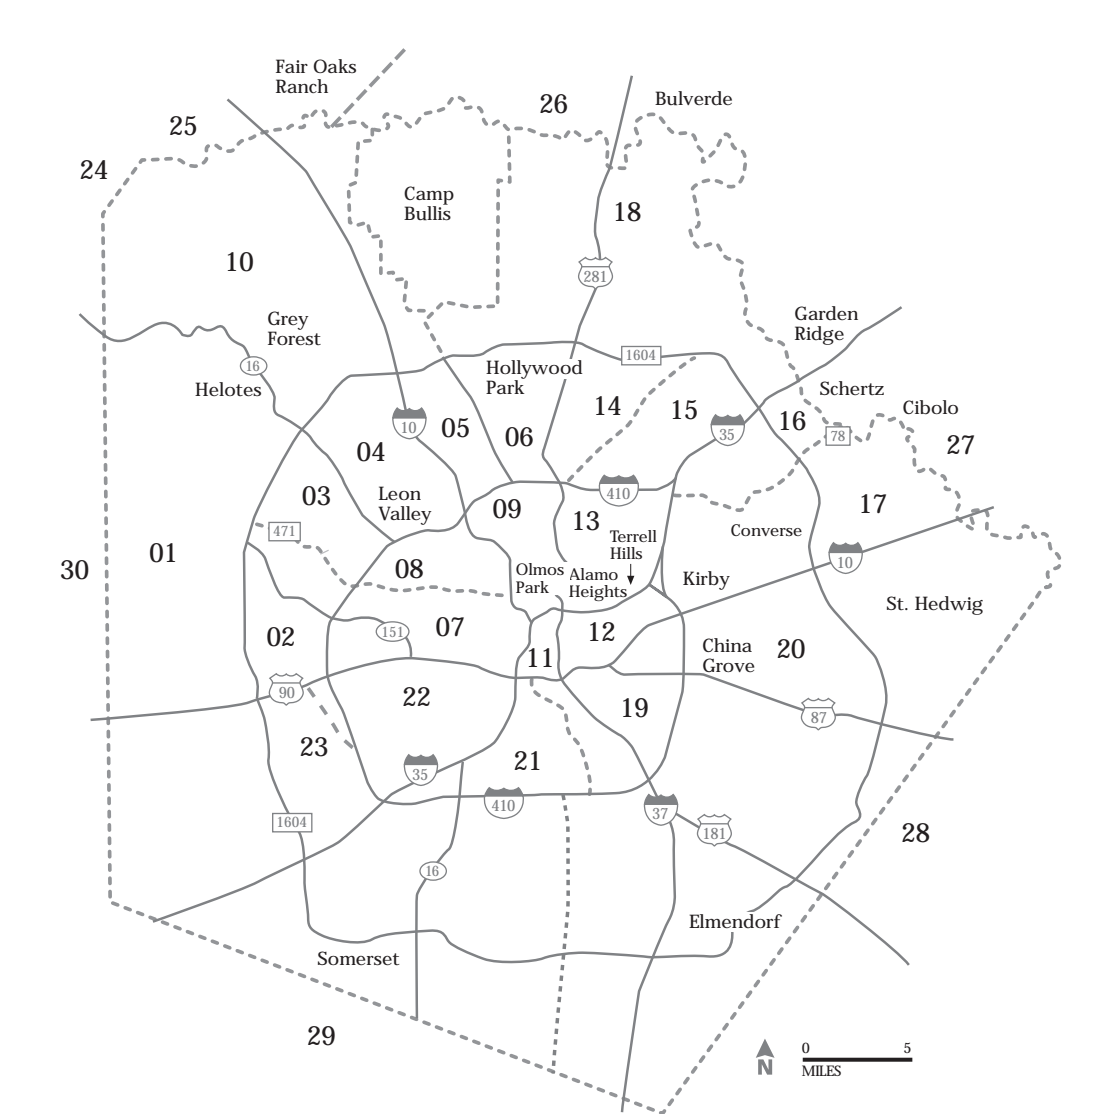 Fair Oaks
Ranch
26
Bulverde
25
24
Camp
Bullis
18
10
281
Garden
Ridge
Grey
Forest
1604
16
Hollywood
Park
Helotes
Schertz
14
15
16
Cibolo
10
05
35
78
06
27
04
410
03
Leon
Valley
09
17
13
471
Converse
Terrell
Hills
01
10
30
08
Olmos
Park
Alamo
Heights
Kirby
St. Hedwig
02
151
07
12
11
China
Grove
20
90
22
19
87
23
21
35
410
37
1604
181
28
16
Elmendorf
Somerset
29
N
0 5
MILES